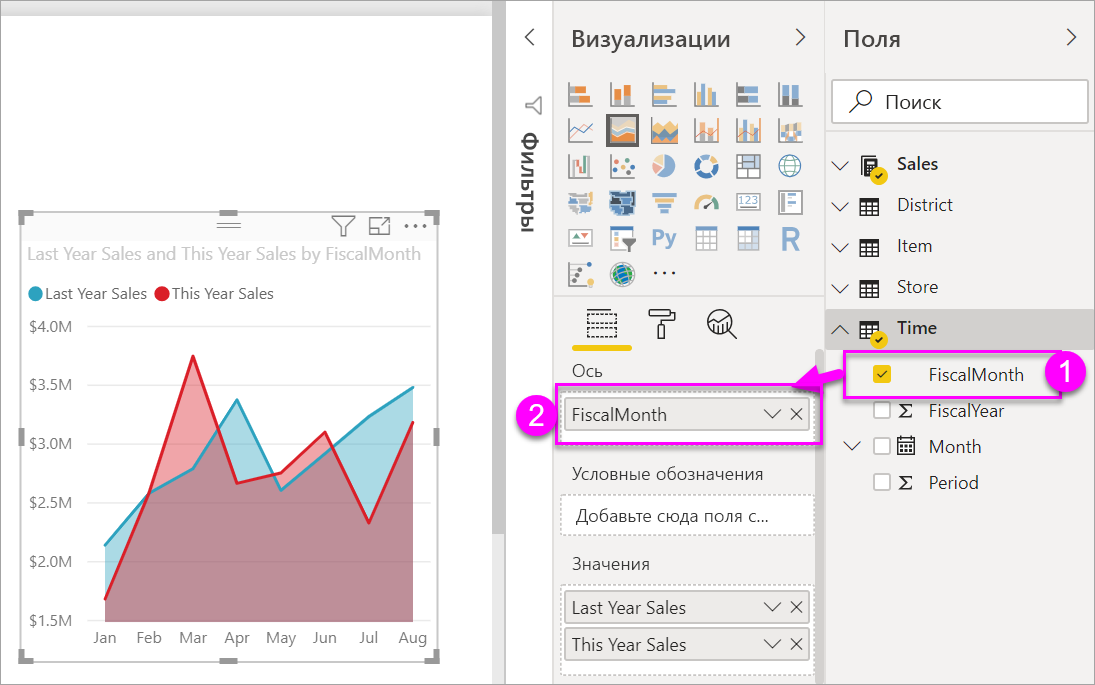 Last Year Sales and This Year Sales by FiscalMonth
Last Year Sales This Year Sales
$4.0M
$3.5M
$3.0M
$2.5M
$2.0M
$1.5M
Jan Feb Mar Apr May Jun Jul Aug
Фильтры
Визуализации
123
Py
R
Ось
2
FiscalMonth
Условные обозначения
Добавьте сюда поля с...
Значения
Last Year Sales
This Year Sales
Поля
Поиск
Sales
District
Item
Store
Time
FiscalMonth
1
Σ FiscalYear
Month
Σ Period